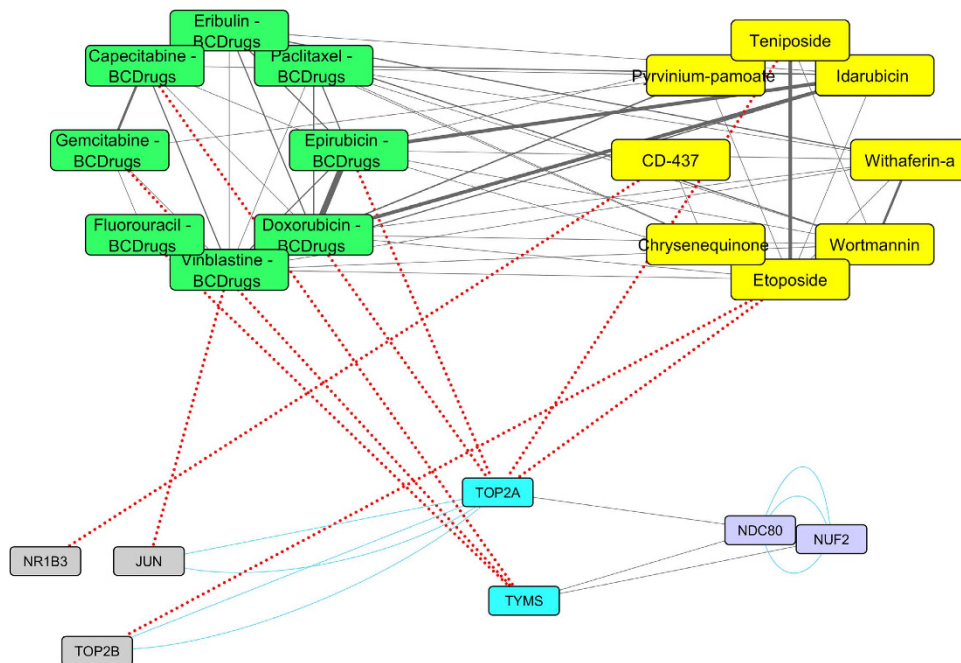 Eribulin -
BCDrugs
Capecitabine -
BCDrugs
Paclitaxel -
BCDrugs
Gemcitabine -
BCDrugs
Epirubicin -
BCDrugs
Fluorouracil -
BCDrugs
Doxorubicin -
BCDrugs
Vinblastine -
BCDrugs
Teniposide
Pyrvinium-pamoate
Idarubicin
CD-437
Withaferin-a
Chrysenequinone
Wortmannin
Etoposide
TOP2A
NDC80
NUF2
NR1B3
JUN
TYMS
TOP2B